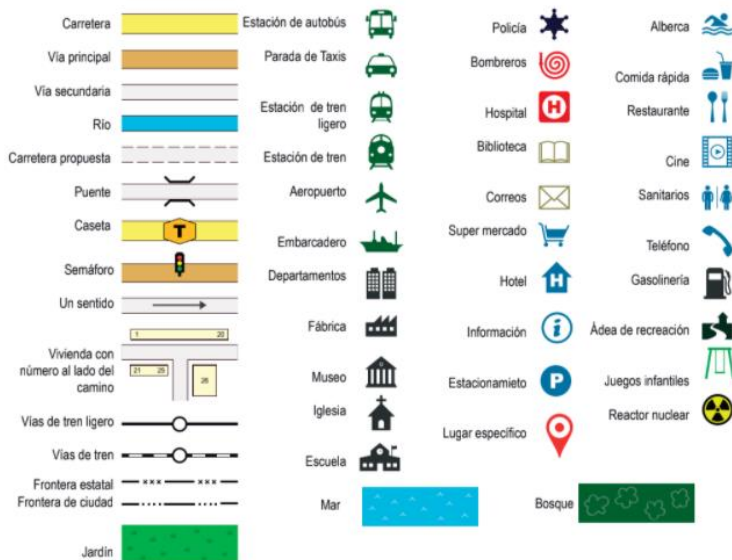 Carretera
Vía principal
Vía secundaria
Río
Carretera propuesta
Puente
Caseta
T
Semáforo
Un sentido
1 20
Vivienda con
número al lado del
camino
21 25
26
Vías de tren ligero
Vías de tren
Frontera estatal
Frontera de ciudad
Jardín
Estación de autobús
Parada de Taxis
Estación de tren
ligero
Estación de tren
Aeropuerto
Embarcadero
Departamentos
Fábrica
Museo
Iglesia
Escuela
Mar
Policía
Bombreros
Hospital
H
Biblioteca
Correos
Super mercado
Hotel
H
Información
i
Estacionamieto
P
Lugar específico
Bosque
Alberca
Comida rápida
Restaurante
Cine
Sanitarios
Teléfono
Gasolinería
Ádea de recreación
Juegos infantiles
Reactor nuclear